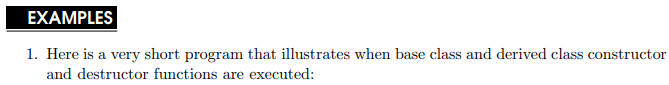 EXAMPLES
1. Here is a very short program that illustrates when base class and derived class constructor
and destructor functions are executed: